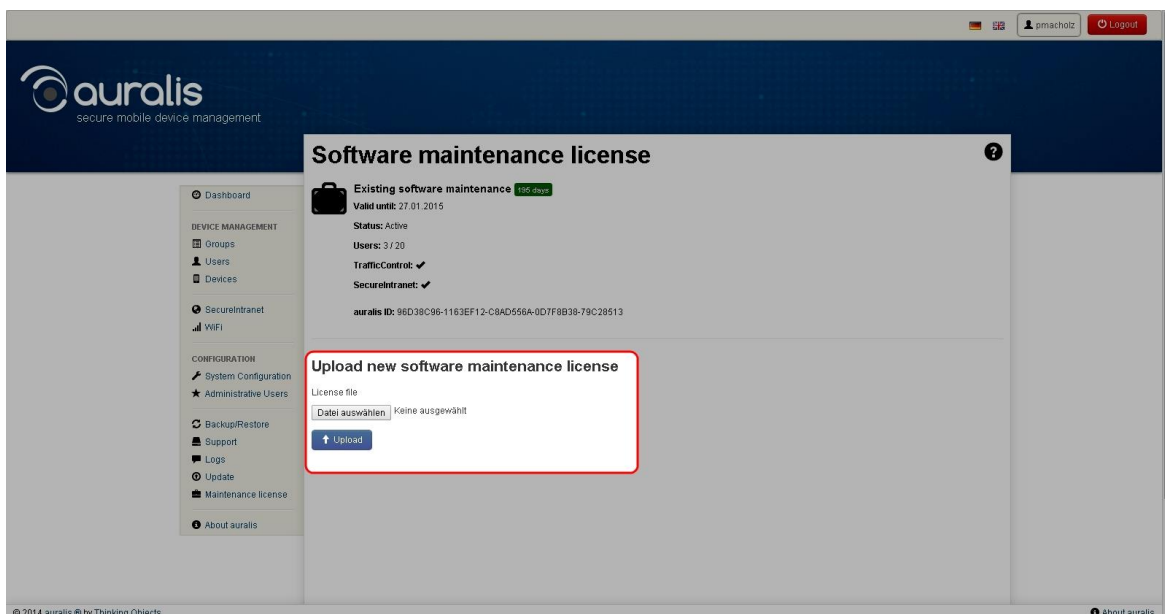 pmacholz
Logout
auralis
secure mobile device management
Software maintenance license
Existing software maintenance 195 days
Valid until: 27.01.2015
Status: Active
Users: 3 / 20
TrafficControl: ✔
SecureIntranet: ✔
auralis ID: 96D38C96-1163EF12-C8AD556A-0D7F8B38-79C28513
Dashboard
DEVICE MANAGEMENT
Groups
Users
Devices
SecureIntranet
WiFi
CONFIGURATION
System Configuration
Administrative Users
Backup/Restore
Support
Logs
Update
Maintenance license
About auralis
Upload new software maintenance license
License file
Datei auswählen Keine ausgewählt
Upload
© 2014 auralis ® by Thinking Objects
About auralis